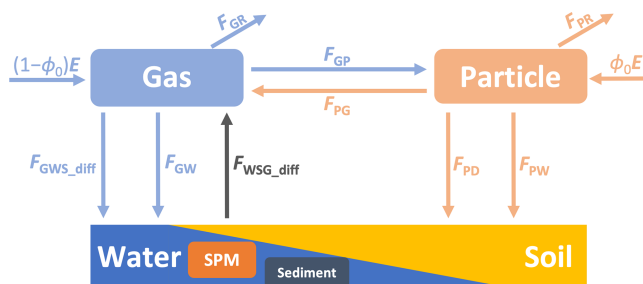 F_GR
F_PR
(1−ϕ₀)E
Gas
F_GP
Particle
ϕ₀E
F_PG
F_GWS_diff
F_GW
F_WSG_diff
F_PD
F_PW
Water
SPM
Sediment
Soil